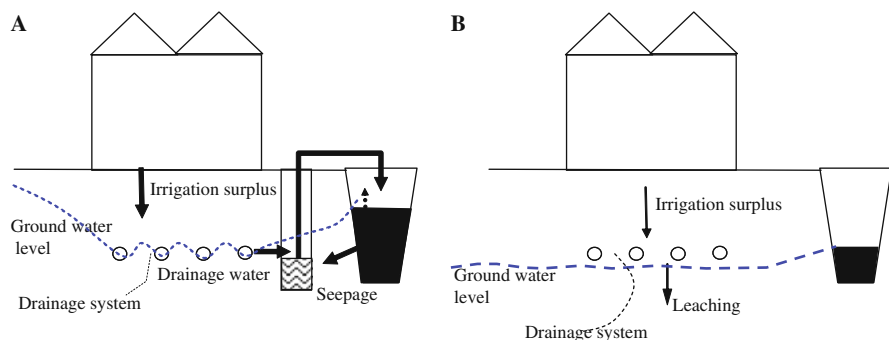 A
Irrigation surplus
Ground water
level
Drainage water
Seepage
Drainage system
B
Irrigation surplus
Ground water
level
Leaching
Drainage system